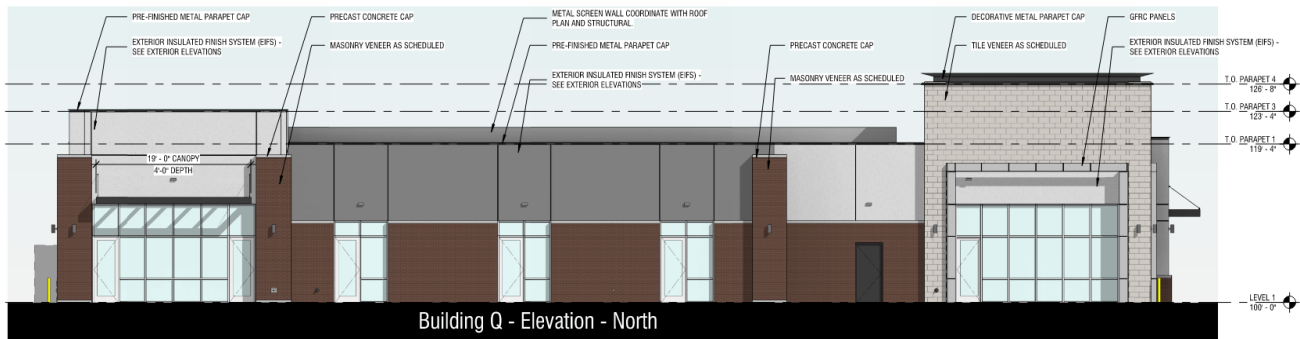 PRE-FINISHED METAL PARAPET CAP
PRECAST CONCRETE CAP
METAL SCREEN WALL COORDINATE WITH ROOF
PLAN AND STRUCTURAL.
DECORATIVE METAL PARAPET CAP
GFRC PANELS
EXTERIOR INSULATED FINISH SYSTEM (EIFS) -
SEE EXTERIOR ELEVATIONS
MASONRY VENEER AS SCHEDULED
PRE-FINISHED METAL PARAPET CAP
PRECAST CONCRETE CAP
TILE VENEER AS SCHEDULED
EXTERIOR INSULATED FINISH SYSTEM (EIFS) -
SEE EXTERIOR ELEVATIONS
EXTERIOR INSULATED FINISH SYSTEM (EIFS) -
SEE EXTERIOR ELEVATIONS
MASONRY VENEER AS SCHEDULED
T.O. PARAPET 4
126' - 8"
T.O. PARAPET 3
123' - 4"
T.O. PARAPET 1
119' - 4"
19' - 0" CANOPY
4'-0" DEPTH
LEVEL 1
100' - 0"
Building Q - Elevation - North